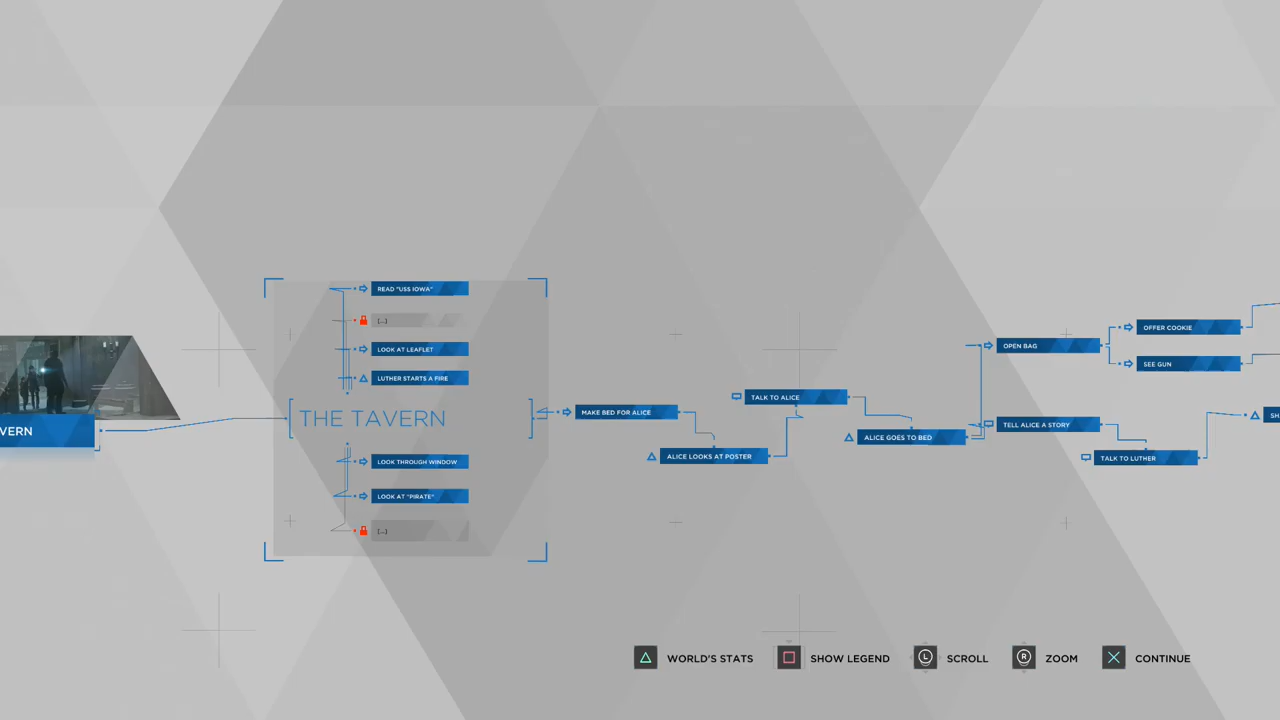 READ "USS IOWA"
[...]
LOOK AT LEAFLET
LUTHER STARTS A FIRE
THE TAVERN
LOOK THROUGH WINDOW
LOOK AT "PIRATE"
[...]
VERN
MAKE BED FOR ALICE
ALICE LOOKS AT POSTER
TALK TO ALICE
ALICE GOES TO BED
OPEN BAG
OFFER COOKIE
SEE GUN
TELL ALICE A STORY
TALK TO LUTHER
SH
WORLD'S STATS
SHOW LEGEND
L
SCROLL
R
ZOOM
CONTINUE